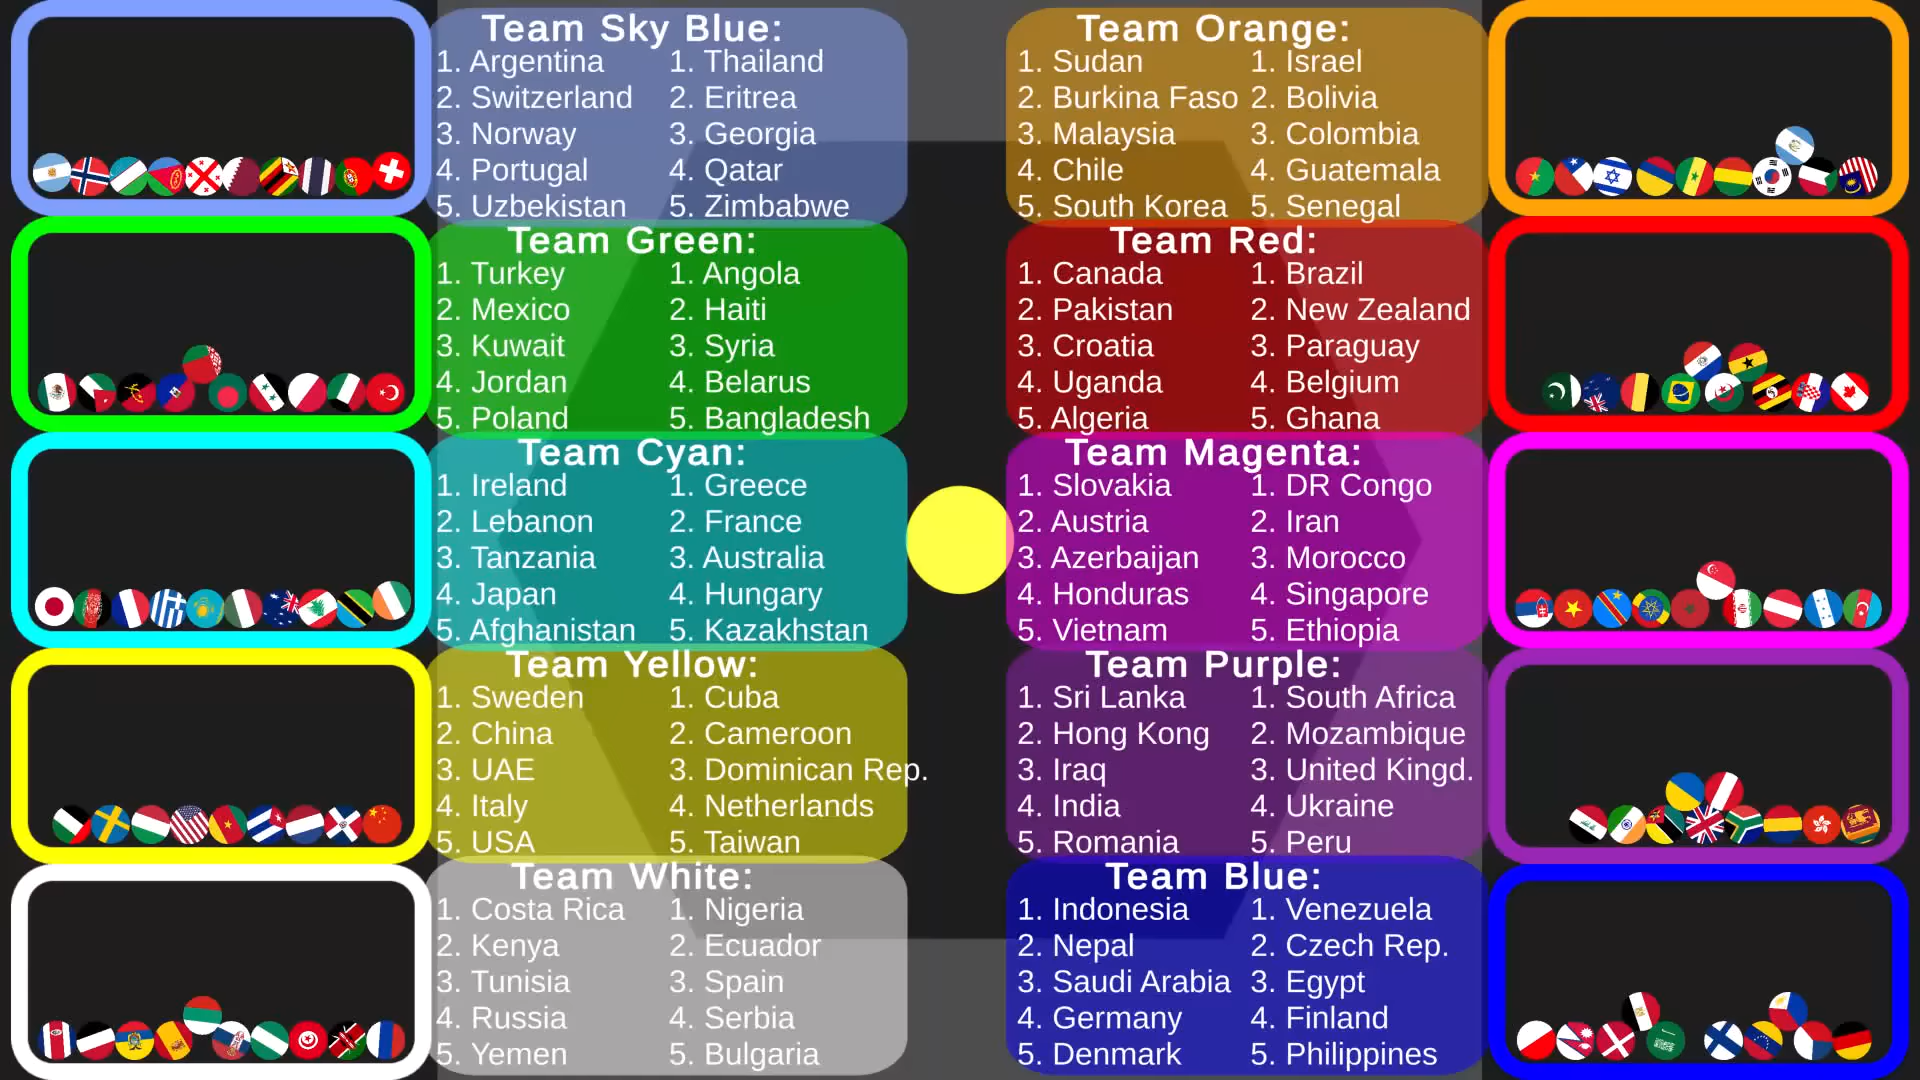 Team Sky Blue:
1. Argentina 1. Thailand
2. Switzerland 2. Eritrea
3. Norway 3. Georgia
4. Portugal 4. Qatar
5. Uzbekistan 5. Zimbabwe
Team Green:
1. Turkey 1. Angola
2. Mexico 2. Haiti
3. Kuwait 3. Syria
4. Jordan 4. Belarus
5. Poland 5. Bangladesh
Team Cyan:
1. Ireland 1. Greece
2. Lebanon 2. France
3. Tanzania 3. Australia
4. Japan 4. Hungary
5. Afghanistan 5. Kazakhstan
Team Yellow:
1. Sweden 1. Cuba
2. China 2. Cameroon
3. UAE 3. Dominican Rep.
4. Italy 4. Netherlands
5. USA 5. Taiwan
Team White:
1. Costa Rica 1. Nigeria
2. Kenya 2. Ecuador
3. Tunisia 3. Spain
4. Russia 4. Serbia
5. Yemen 5. Bulgaria
Team Orange:
1. Sudan 1. Israel
2. Burkina Faso 2. Bolivia
3. Malaysia 3. Colombia
4. Chile 4. Guatemala
5. South Korea 5. Senegal
Team Red:
1. Canada 1. Brazil
2. Pakistan 2. New Zealand
3. Croatia 3. Paraguay
4. Uganda 4. Belgium
5. Algeria 5. Ghana
Team Magenta:
1. Slovakia 1. DR Congo
2. Austria 2. Iran
3. Azerbaijan 3. Morocco
4. Honduras 4. Singapore
5. Vietnam 5. Ethiopia
Team Purple:
1. Sri Lanka 1. South Africa
2. Hong Kong 2. Mozambique
3. Iraq 3. United Kingd.
4. India 4. Ukraine
5. Romania 5. Peru
Team Blue:
1. Indonesia 1. Venezuela
2. Nepal 2. Czech Rep.
3. Saudi Arabia 3. Egypt
4. Germany 4. Finland
5. Denmark 5. Philippines